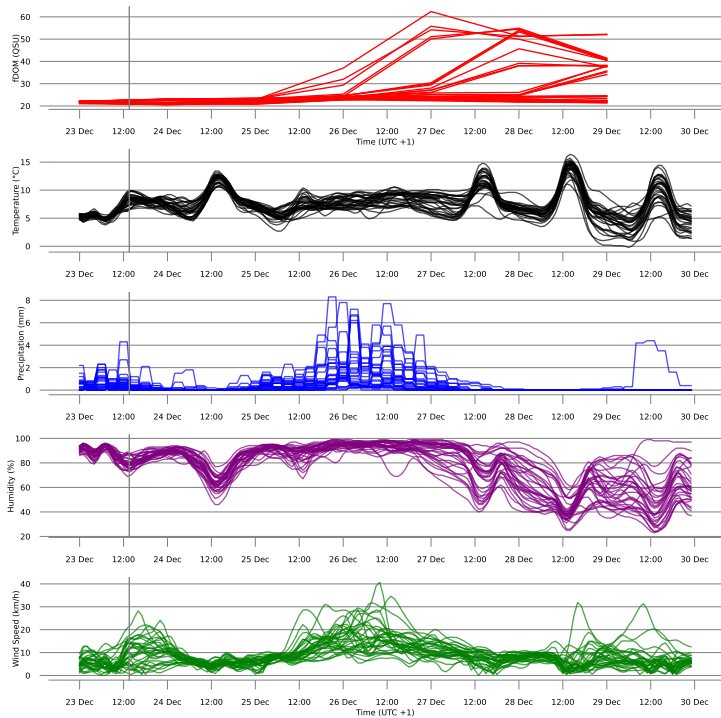 60
50
40
30
20
fDOM (QSU)
23 Dec 12:00 24 Dec 12:00 25 Dec 12:00 26 Dec 12:00 27 Dec 12:00 28 Dec 12:00 29 Dec 12:00 30 Dec
Time (UTC +1)
15
10
5
0
Temperature (°C)
23 Dec 12:00 24 Dec 12:00 25 Dec 12:00 26 Dec 12:00 27 Dec 12:00 28 Dec 12:00 29 Dec 12:00 30 Dec
8
6
4
2
0
Precipitation (mm)
23 Dec 12:00 24 Dec 12:00 25 Dec 12:00 26 Dec 12:00 27 Dec 12:00 28 Dec 12:00 29 Dec 12:00 30 Dec
100
80
60
40
20
Humidity (%)
23 Dec 12:00 24 Dec 12:00 25 Dec 12:00 26 Dec 12:00 27 Dec 12:00 28 Dec 12:00 29 Dec 12:00 30 Dec
40
30
20
10
0
Wind Speed (km/h)
23 Dec 12:00 24 Dec 12:00 25 Dec 12:00 26 Dec 12:00 27 Dec 12:00 28 Dec 12:00 29 Dec 12:00 30 Dec
Time (UTC +1)